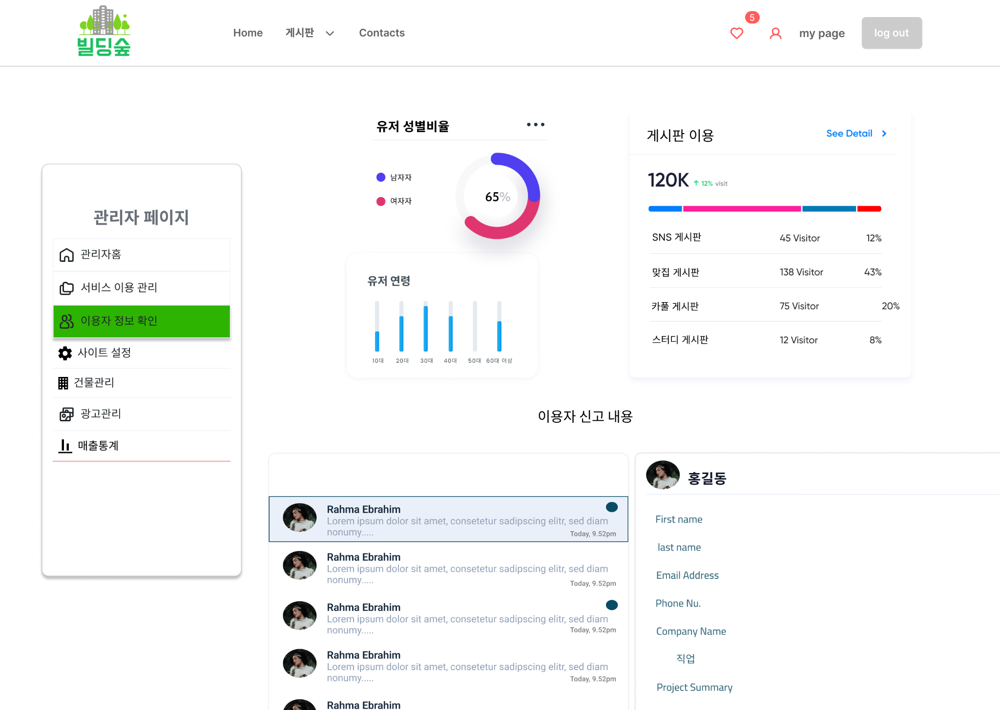 빌딩숲
Home
게시판
Contacts
5
my page
log out
관리자 페이지
관리자홈
서비스 이용 관리
이용자 정보 확인
사이트 설정
건물관리
광고관리
매출통계
유저 성별비율
남자자
여자자
65%
유저 연령
10대 20대 30대 40대 50대 60대 이상
게시판 이용
See Detail
120K 12% visit
SNS 게시판 45 Visitor 12%
맞집 게시판 138 Visitor 43%
카풀 게시판 75 Visitor 20%
스터디 게시판 12 Visitor 8%
이용자 신고 내용
Rahma Ebrahim
Lorem ipsum dolor sit amet, consetetur sadipscing elitr, sed diam
nonumy.....
Today, 9.52pm
Rahma Ebrahim
Lorem ipsum dolor sit amet, consetetur sadipscing elitr, sed diam
nonumy.....
Today, 9.52pm
Rahma Ebrahim
Lorem ipsum dolor sit amet, consetetur sadipscing elitr, sed diam
nonumy.....
Today, 9.52pm
Rahma Ebrahim
Lorem ipsum dolor sit amet, consetetur sadipscing elitr, sed diam
nonumy.....
Today, 9.52pm
Rahma Ebrahim
홍길동
First name
last name
Email Address
Phone Nu.
Company Name
직업
Project Summary